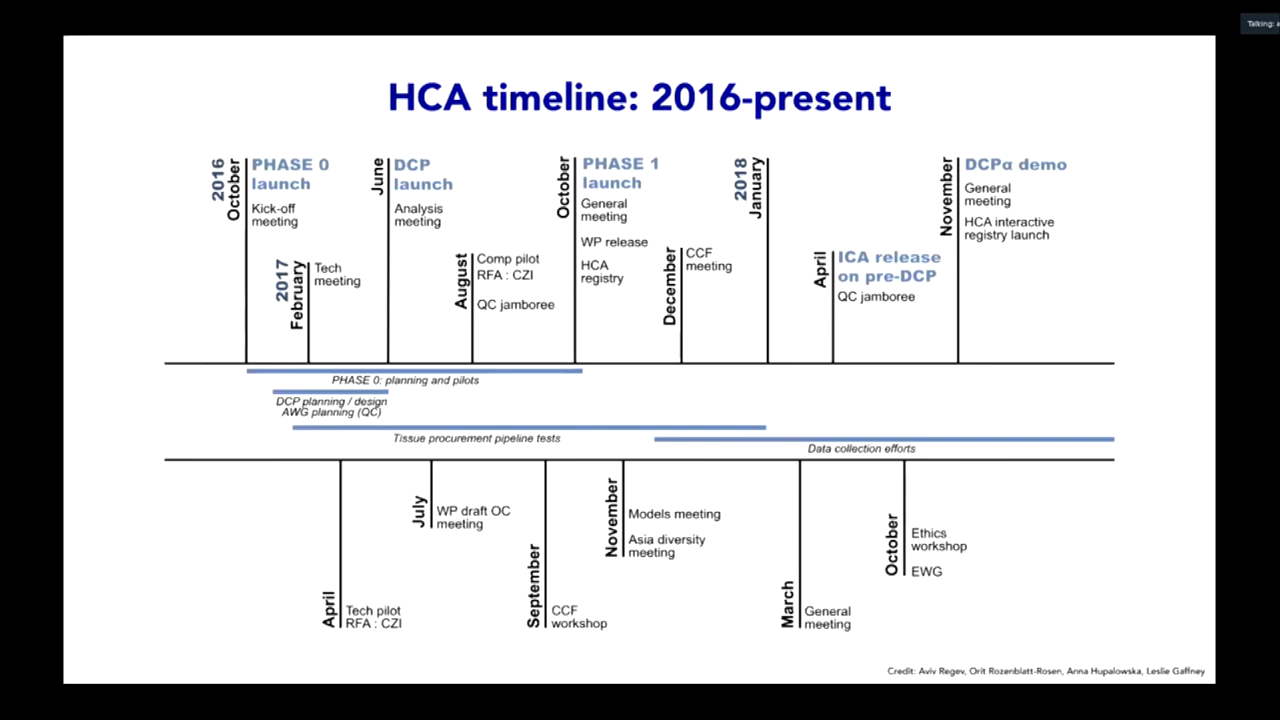 Talking:
HCA timeline: 2016-present
2016
October
PHASE 0
launch
Kick-off
meeting
2017
February
Tech
meeting
June
DCP
launch
Analysis
meeting
August
Comp pilot
RFA : CZI
QC jamboree
October
PHASE 1
launch
General
meeting
WP release
HCA
registry
December
CCF
meeting
2018
January
April
ICA release
on pre-DCP
QC jamboree
November
DCPα demo
General
meeting
HCA interactive
registry launch
PHASE 0: planning and pilots
DCP planning / design
AWG planning (QC)
Tissue procurement pipeline tests
Data collection efforts
April
Tech pilot
RFA : CZI
July
WP draft OC
meeting
September
CCF
workshop
November
Models meeting
Asia diversity
meeting
March
General
meeting
October
Ethics
workshop
EWG
Credit: Aviv Regev, Orit Rozenblatt-Rosen, Anna Hupalowska, Leslie Gaffney